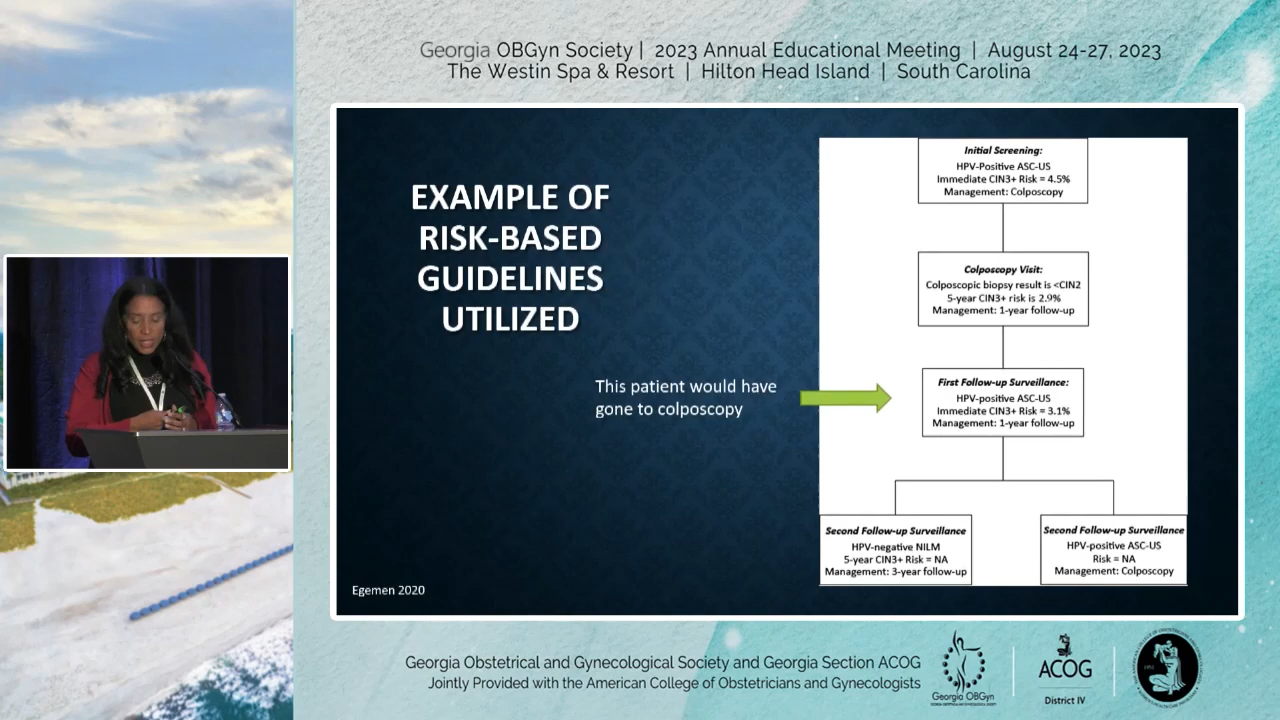 Georgia OBGyn Society | 2023 Annual Educational Meeting | August 24-27, 2023
The Westin Spa & Resort | Hilton Head Island | South Carolina
EXAMPLE OF
RISK-BASED
GUIDELINES
UTILIZED
This patient would have
gone to colposcopy
Initial Screening:
HPV-Positive ASC-US
Immediate CIN3+ Risk = 4.5%
Management: Colposcopy
Colposcopy Visit:
Colposcopic biopsy result is <CIN2
5-year CIN3+ risk is 2.9%
Management: 1-year follow-up
First Follow-up Surveillance:
HPV-positive ASC-US
Immediate CIN3+ Risk = 3.1%
Management: 1-year follow-up
Second Follow-up Surveillance
HPV-negative NILM
5-year CIN3+ Risk = NA
Management: 3-year follow-up
Second Follow-up Surveillance
HPV-positive ASC-US
Risk = NA
Management: Colposcopy
Egemen 2020
Georgia Obstetrical and Gynecological Society and Georgia Section ACOG
Jointly Provided with the American College of Obstetricians and Gynecologists
Georgia OBGyn
ACOG
District IV